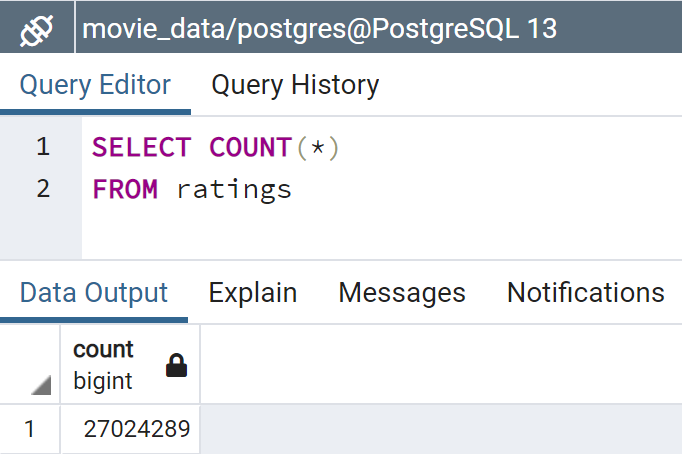 movie_data/postgres@PostgreSQL 13
Query Editor Query History
1 SELECT COUNT(*)
2 FROM ratings
Data Output Explain Messages Notifications
count
bigint
1 27024289